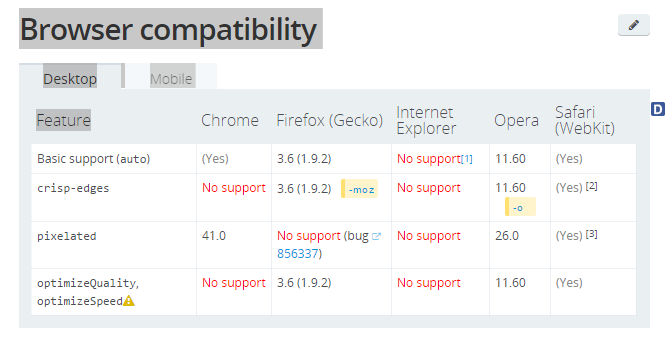 Browser compatibility
Desktop Mobile
D
Feature Chrome Firefox (Gecko) Internet Explorer Opera Safari (WebKit)
Basic support (auto) (Yes) 3.6 (1.9.2) No support[1] 11.60 (Yes)
crisp-edges No support 3.6 (1.9.2) -moz No support 11.60 -o (Yes) [2]
pixelated 41.0 No support (bug 856337) No support 26.0 (Yes) [3]
optimizeQuality, optimizeSpeed No support 3.6 (1.9.2) No support 11.60 (Yes)